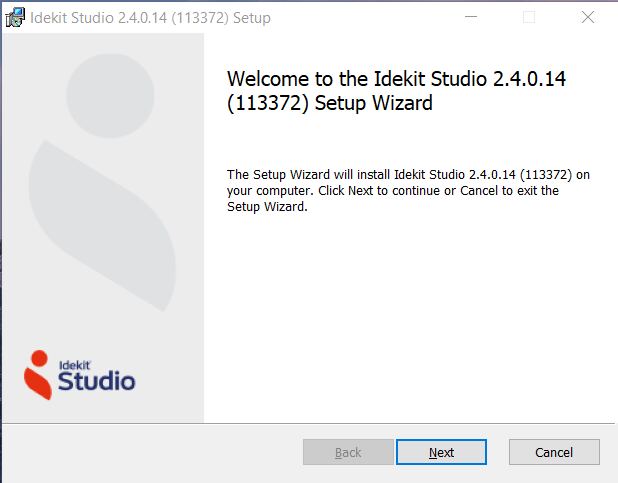 Idekit Studio 2.4.0.14 (113372) Setup
Welcome to the Idekit Studio 2.4.0.14
(113372) Setup Wizard
The Setup Wizard will install Idekit Studio 2.4.0.14 (113372) on
your computer. Click Next to continue or Cancel to exit the
Setup Wizard.
Idekit
Studio
Back
Next
Cancel